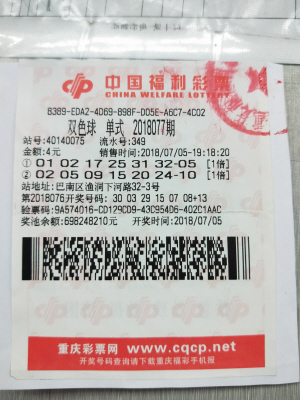 中国福利彩票
CHINA WELFARE LOTTERY
6389-EDA2-4D69-B98F-D05E-A6C7-4C02
双色球 单式 2018077期
站号:40140075 流水号:349
金额:4元 销售时间:2018/07/05-19:18:20
① 01 02 17 25 31 32-05 [1倍]
② 02 05 09 15 20 24-10 [1倍]
站点地址:巴南区渔洞下河路32-3号
第2018076期开奖号码:30 03 29 15 07 08+13
验票码:9A574016-CD129CD9-43C954D6-402C1AAC
奖池余额:698248210元 开奖时间:2018/07/05
重庆彩票网 www.cqcp.net
开奖号码查询请下载重庆福彩手机报